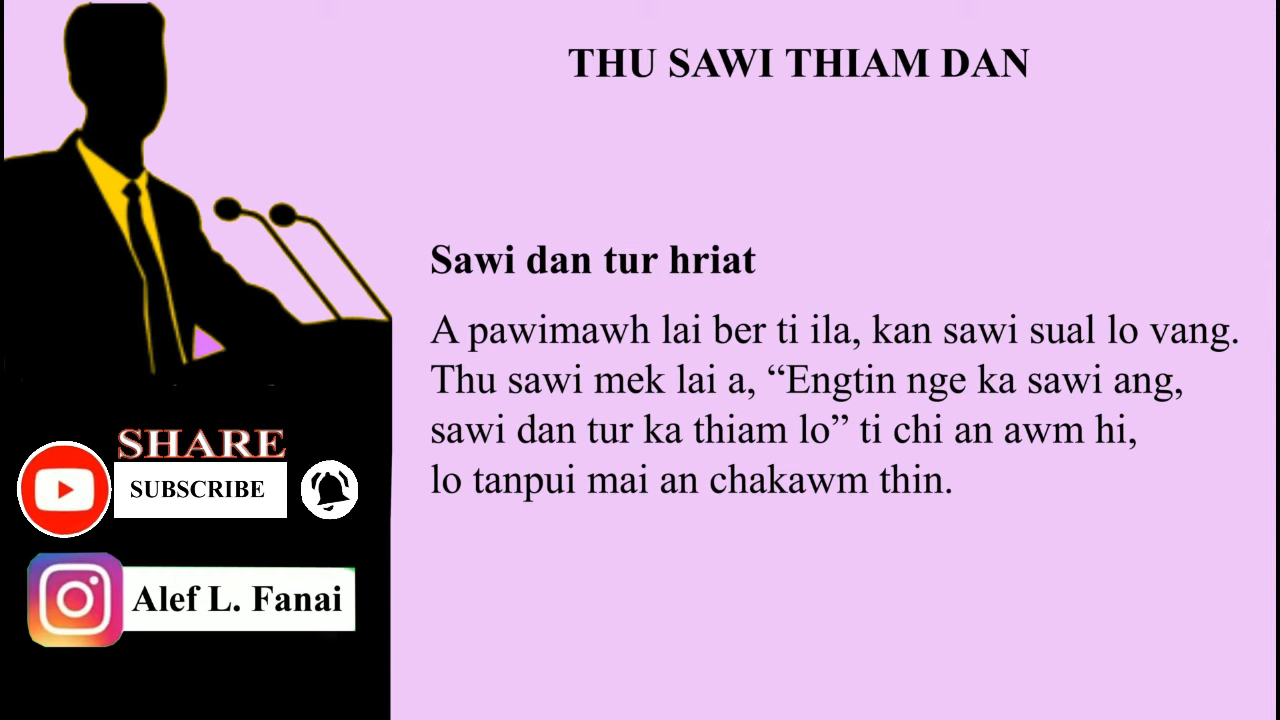 THU SAWI THIAM DAN
Sawi dan tur hriat
A pawimawh lai ber ti ila, kan sawi sual lo vang.
Thu sawi mek lai a, “Engtin nge ka sawi ang,
sawi dan tur ka thiam lo” ti chi an awm hi,
lo tanpui mai an chakawm thin.
SHARE
SUBSCRIBE
Alef L. Fanai